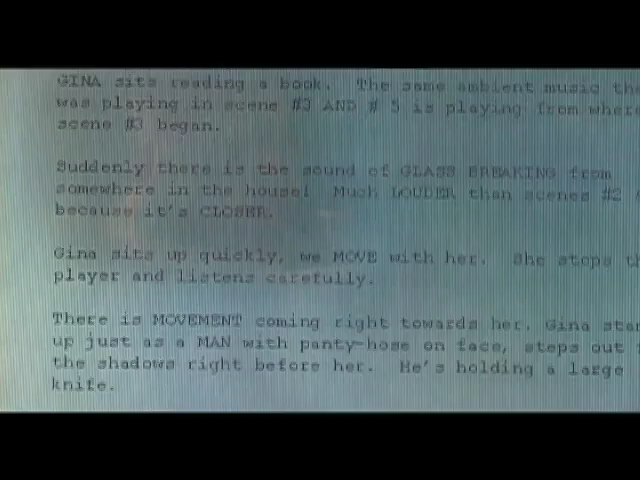 GINA sits reading a book. The same ambient music
was playing in scene #3 AND # 5 is playing from
scene #3 began.
Suddenly there is the sound of GLASS BREAKING from
somewhere in the house! Much LOUDER than scenes #2
because it's CLOSER.
Gina sits up quickly, we MOVE with her. She stops
player and listens carefully.
There is MOVEMENT coming right towards her. Gina
up just as a MAN with panty-hose on face, steps out
the shadows right before her. He's holding a large
knife.